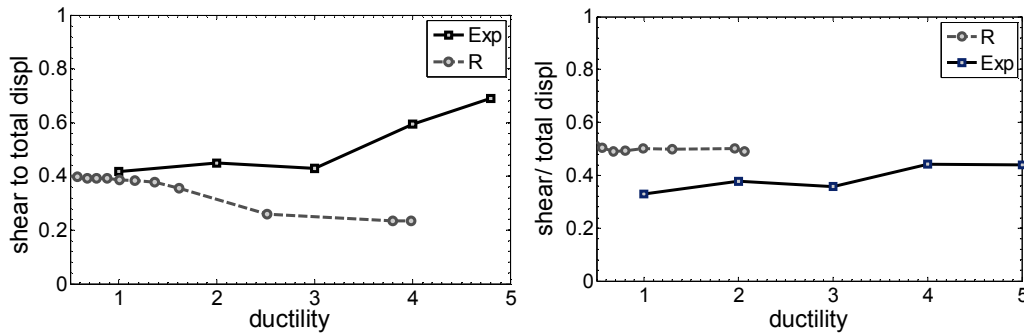 shear to total displ
1
0.8
0.6
0.4
0.2
0
1 2 3 4 5
ductility
Exp
R
shear/ total displ
1
0.8
0.6
0.4
0.2
0
1 2 3 4 5
ductility
R
Exp